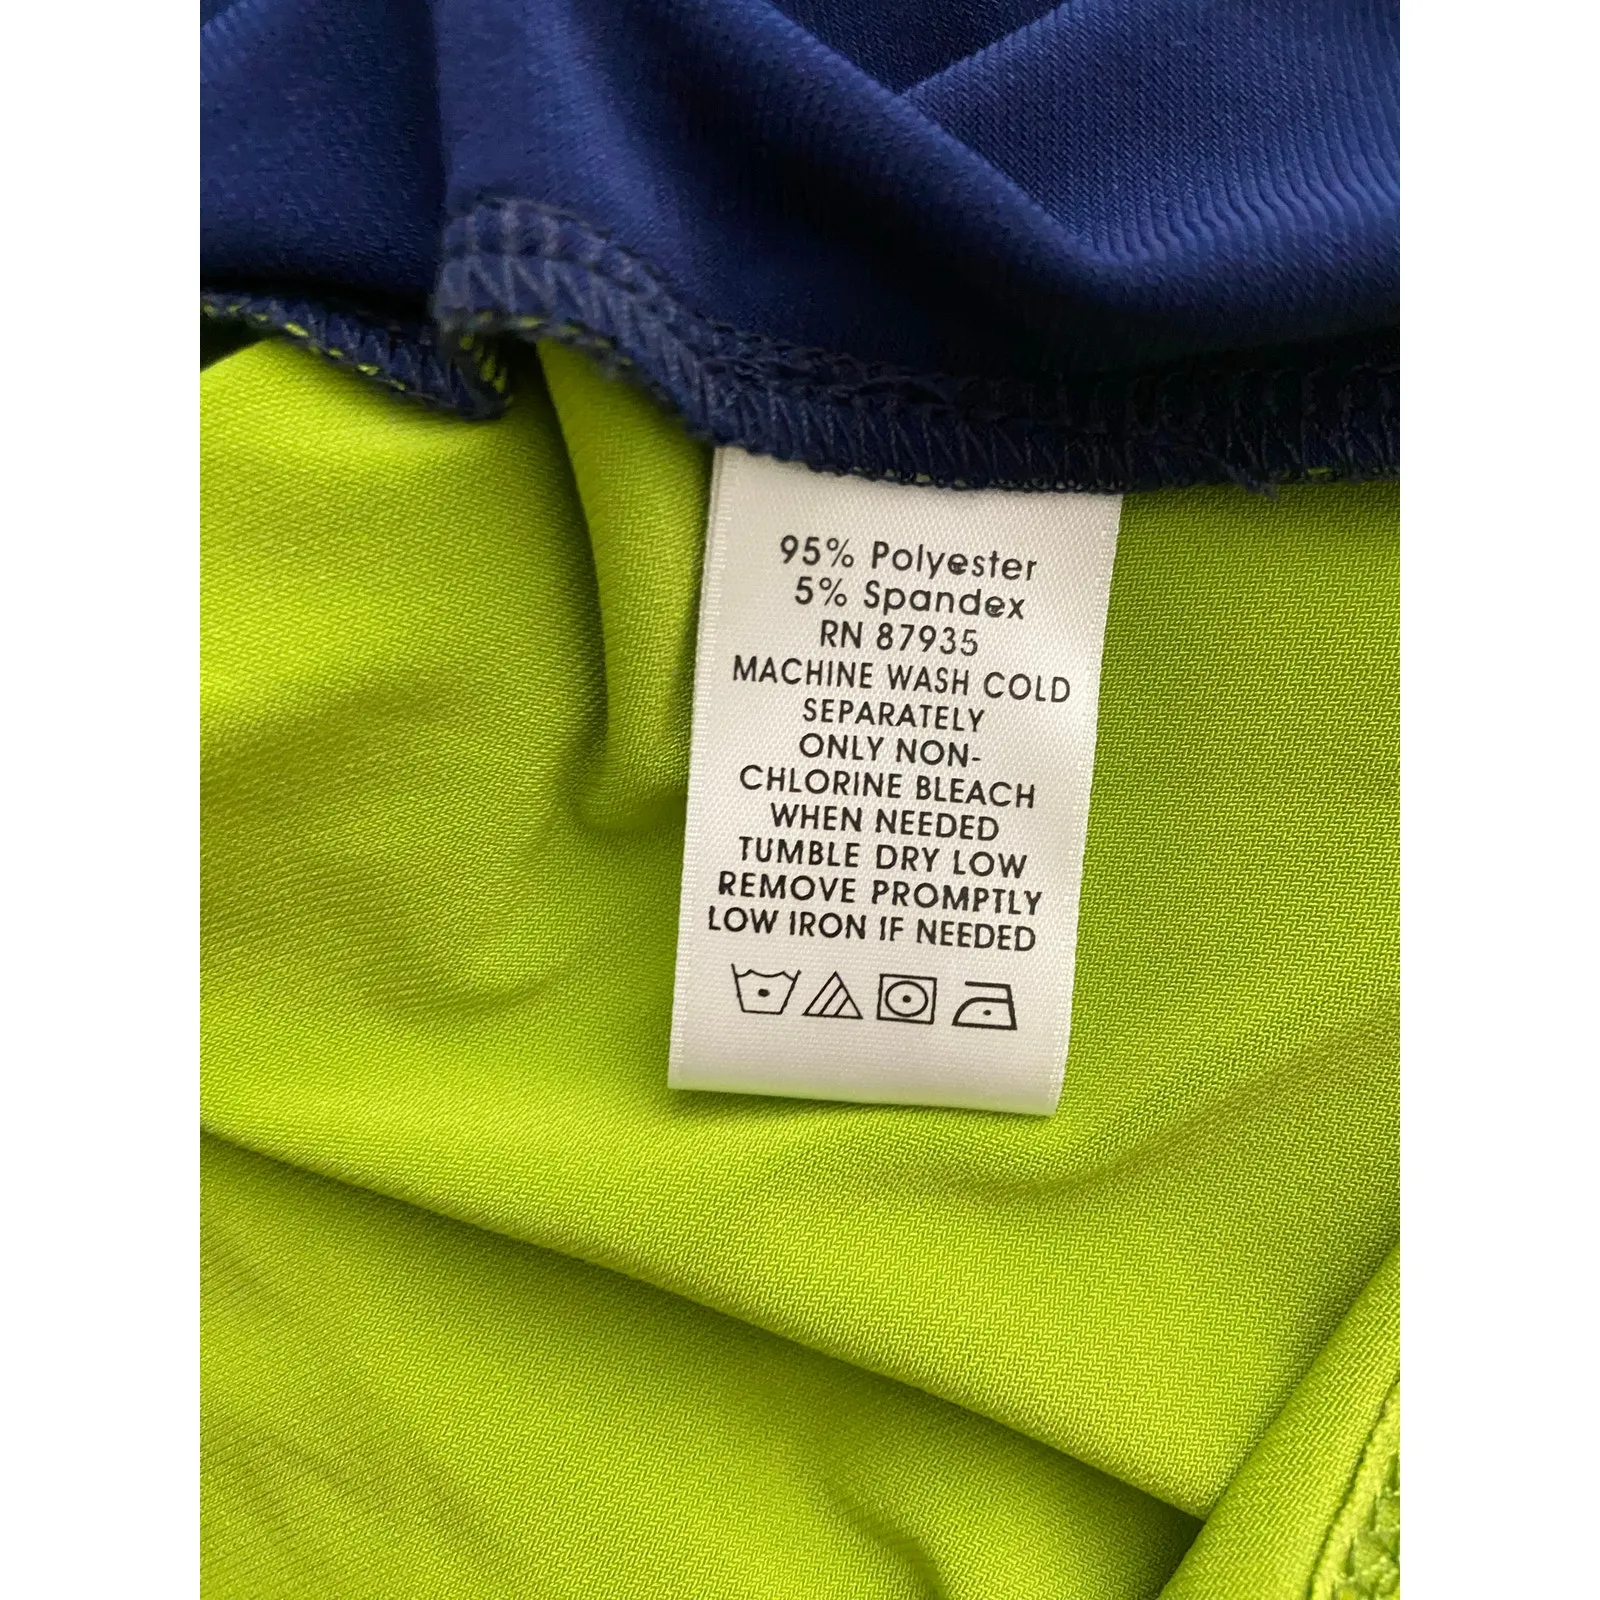 95% Polyester
5% Spandex
RN 87935
MACHINE WASH COLD
SEPARATELY
ONLY NON-
CHLORINE BLEACH
WHEN NEEDED
TUMBLE DRY LOW
REMOVE PROMPTLY
LOW IRON IF NEEDED